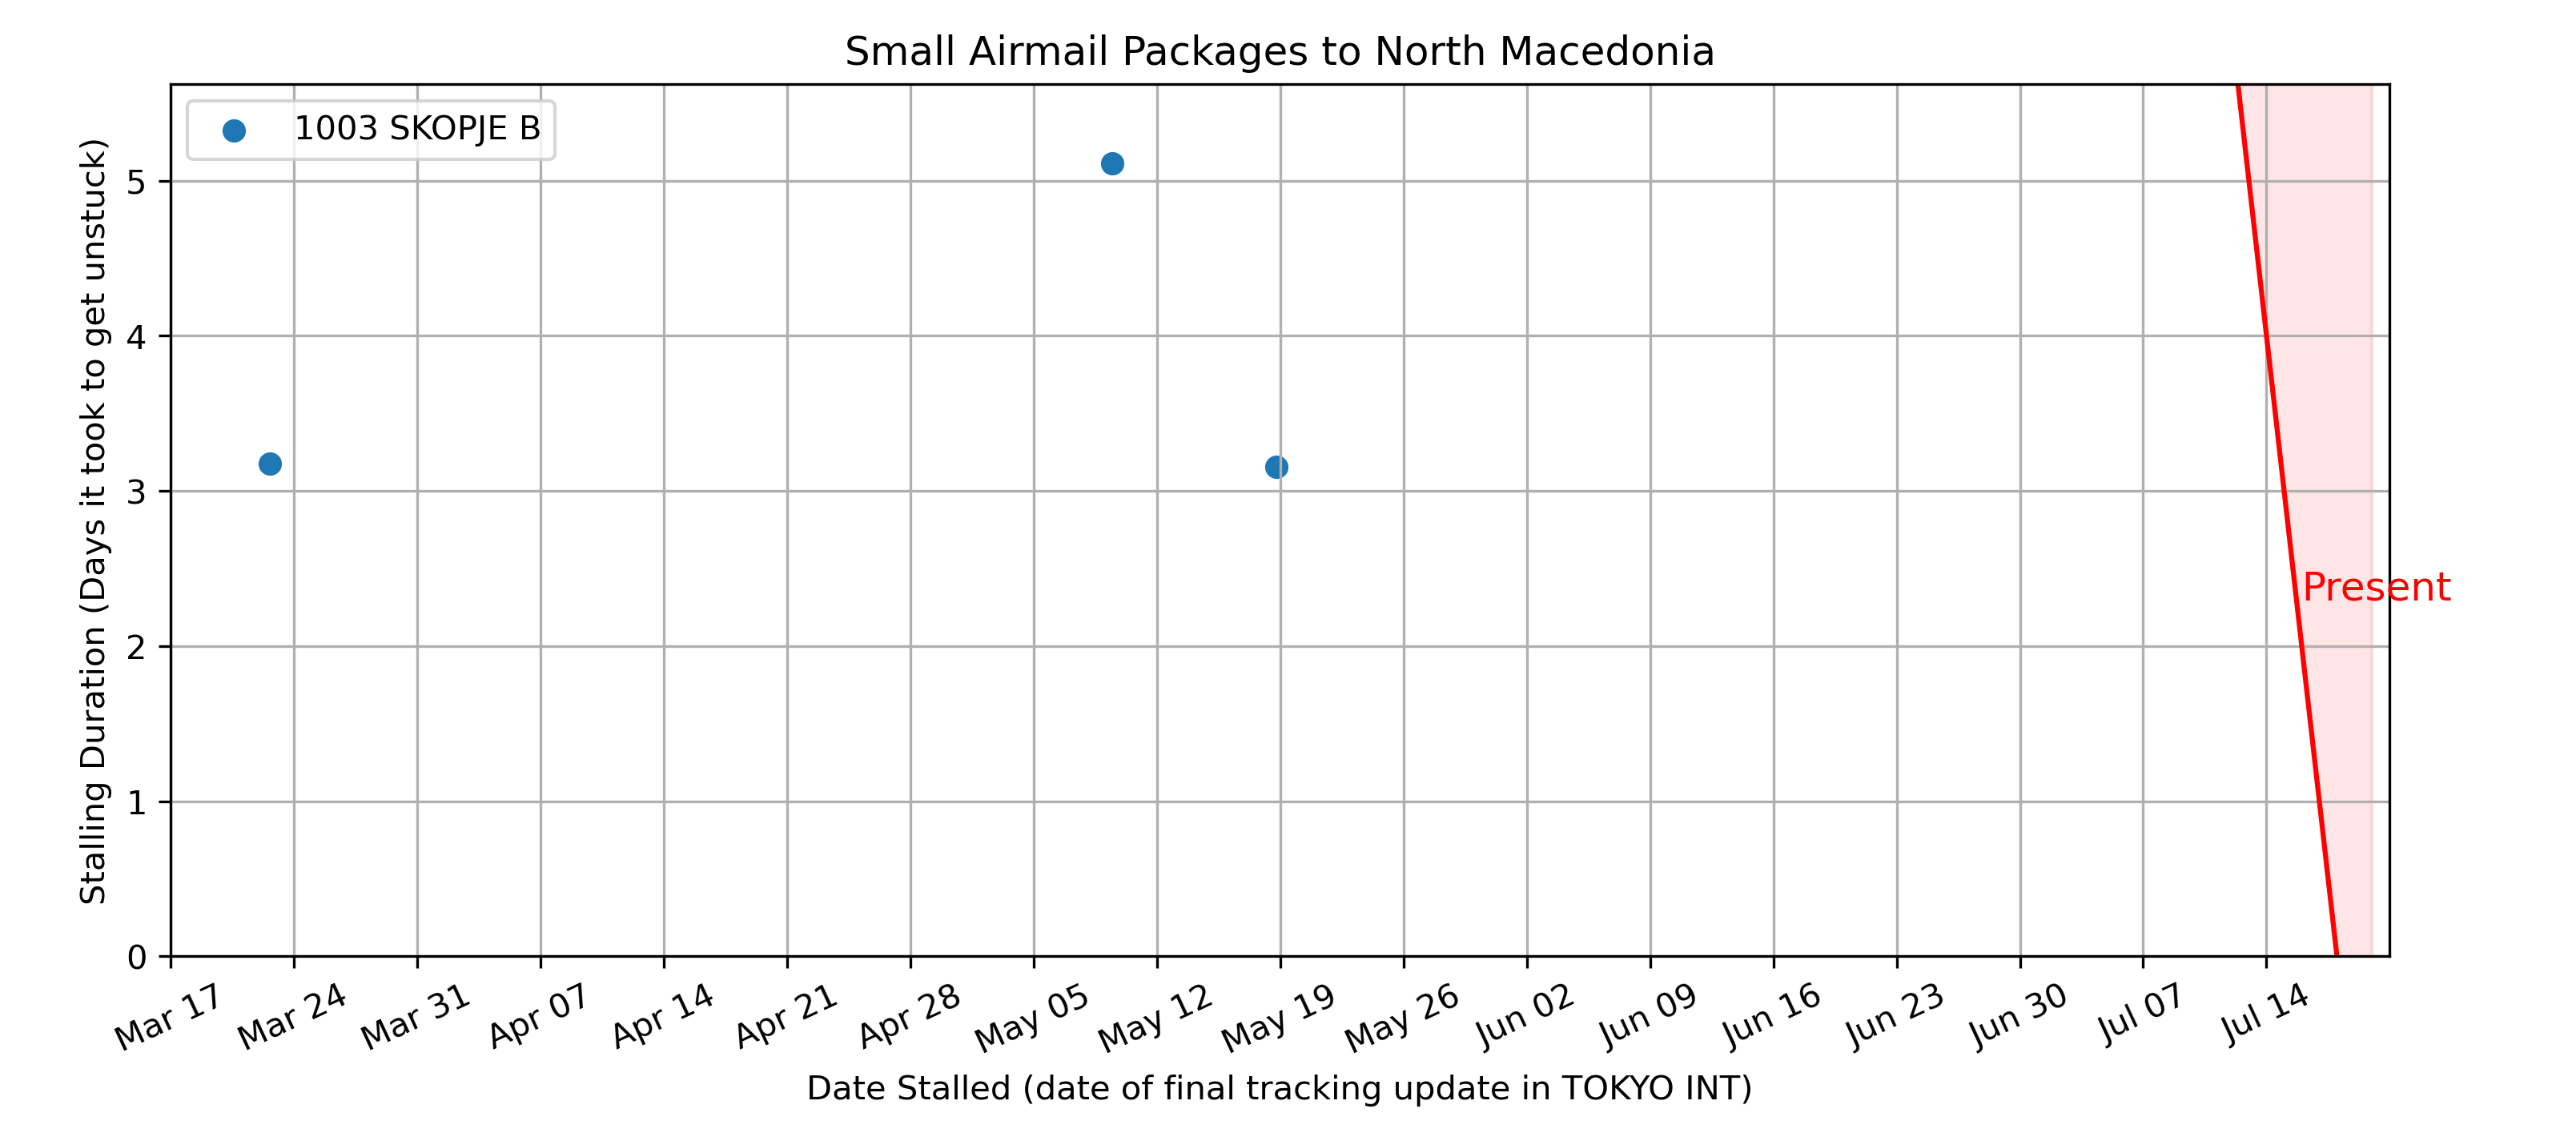 Small Airmail Packages to North Macedonia
1003 SKOPJE B
Stalling Duration (Days it took to get unstuck)
5
4
3
2
1
0
Present
Mar 17
Mar 24
Mar 31
Apr 07
Apr 14
Apr 21
Apr 28
May 05
May 12
May 19
May 26
Jun 02
Jun 09
Jun 16
Jun 23
Jun 30
Jul 07
Jul 14
Date Stalled (date of final tracking update in TOKYO INT)